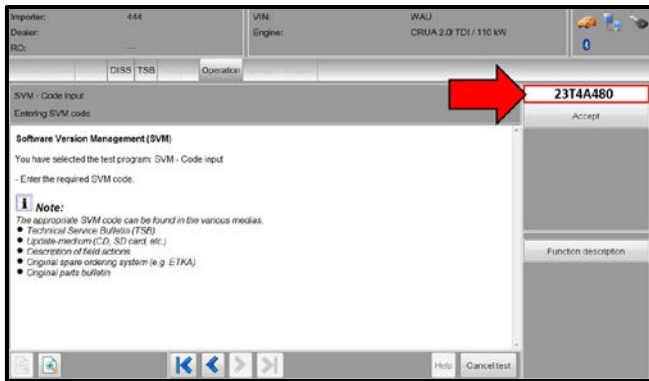 Importer: 444
Dealer:
RO: ---
VIN: WAU
Engine: CRUA 2.0l TDI / 110 kW
0
DISS TSB Operation
SVM - Code input
Entering SVM code
23T4A480
Accept
Software Version Management (SVM)
You have selected the test program: SVM - Code input
- Enter the required SVM code.
i Note:
The appropriate SVM code can be found in the various medias.
● Technical Service Bulletin (TSB)
● Update-medium (CD, SD card, etc.)
● Description of field actions
● Original spare ordering system (e.g. ETKA)
● Original parts bulletin
Function description
Help
Cancel test